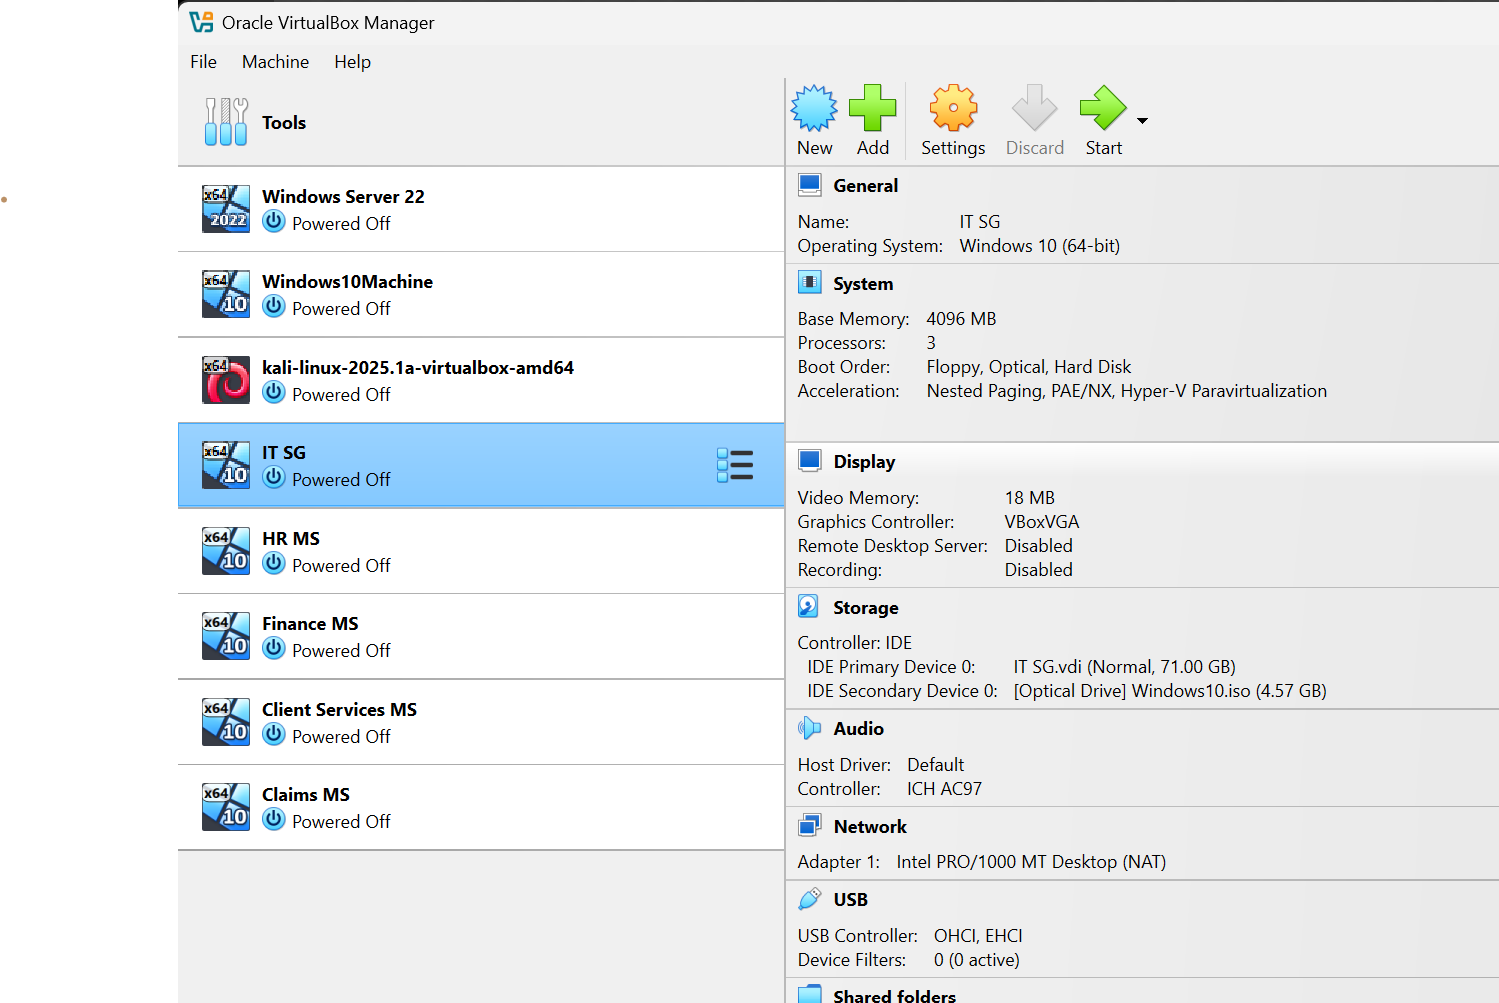 Oracle VirtualBox Manager
File Machine Help
Tools
New Add Settings Discard Start
x64 2022 Windows Server 22
Powered Off
x64 10 Windows10Machine
Powered Off
x64 kali-linux-2025.1a-virtualbox-amd64
Powered Off
x64 10 IT SG
Powered Off
x64 10 HR MS
Powered Off
x64 10 Finance MS
Powered Off
x64 10 Client Services MS
Powered Off
x64 10 Claims MS
Powered Off
General
Name: IT SG
Operating System: Windows 10 (64-bit)
System
Base Memory: 4096 MB
Processors: 3
Boot Order: Floppy, Optical, Hard Disk
Acceleration: Nested Paging, PAE/NX, Hyper-V Paravirtualization
Display
Video Memory: 18 MB
Graphics Controller: VBoxVGA
Remote Desktop Server: Disabled
Recording: Disabled
Storage
Controller: IDE
IDE Primary Device 0: IT SG.vdi (Normal, 71.00 GB)
IDE Secondary Device 0: [Optical Drive] Windows10.iso (4.57 GB)
Audio
Host Driver: Default
Controller: ICH AC97
Network
Adapter 1: Intel PRO/1000 MT Desktop (NAT)
USB
USB Controller: OHCI, EHCI
Device Filters: 0 (0 active)
Shared folders